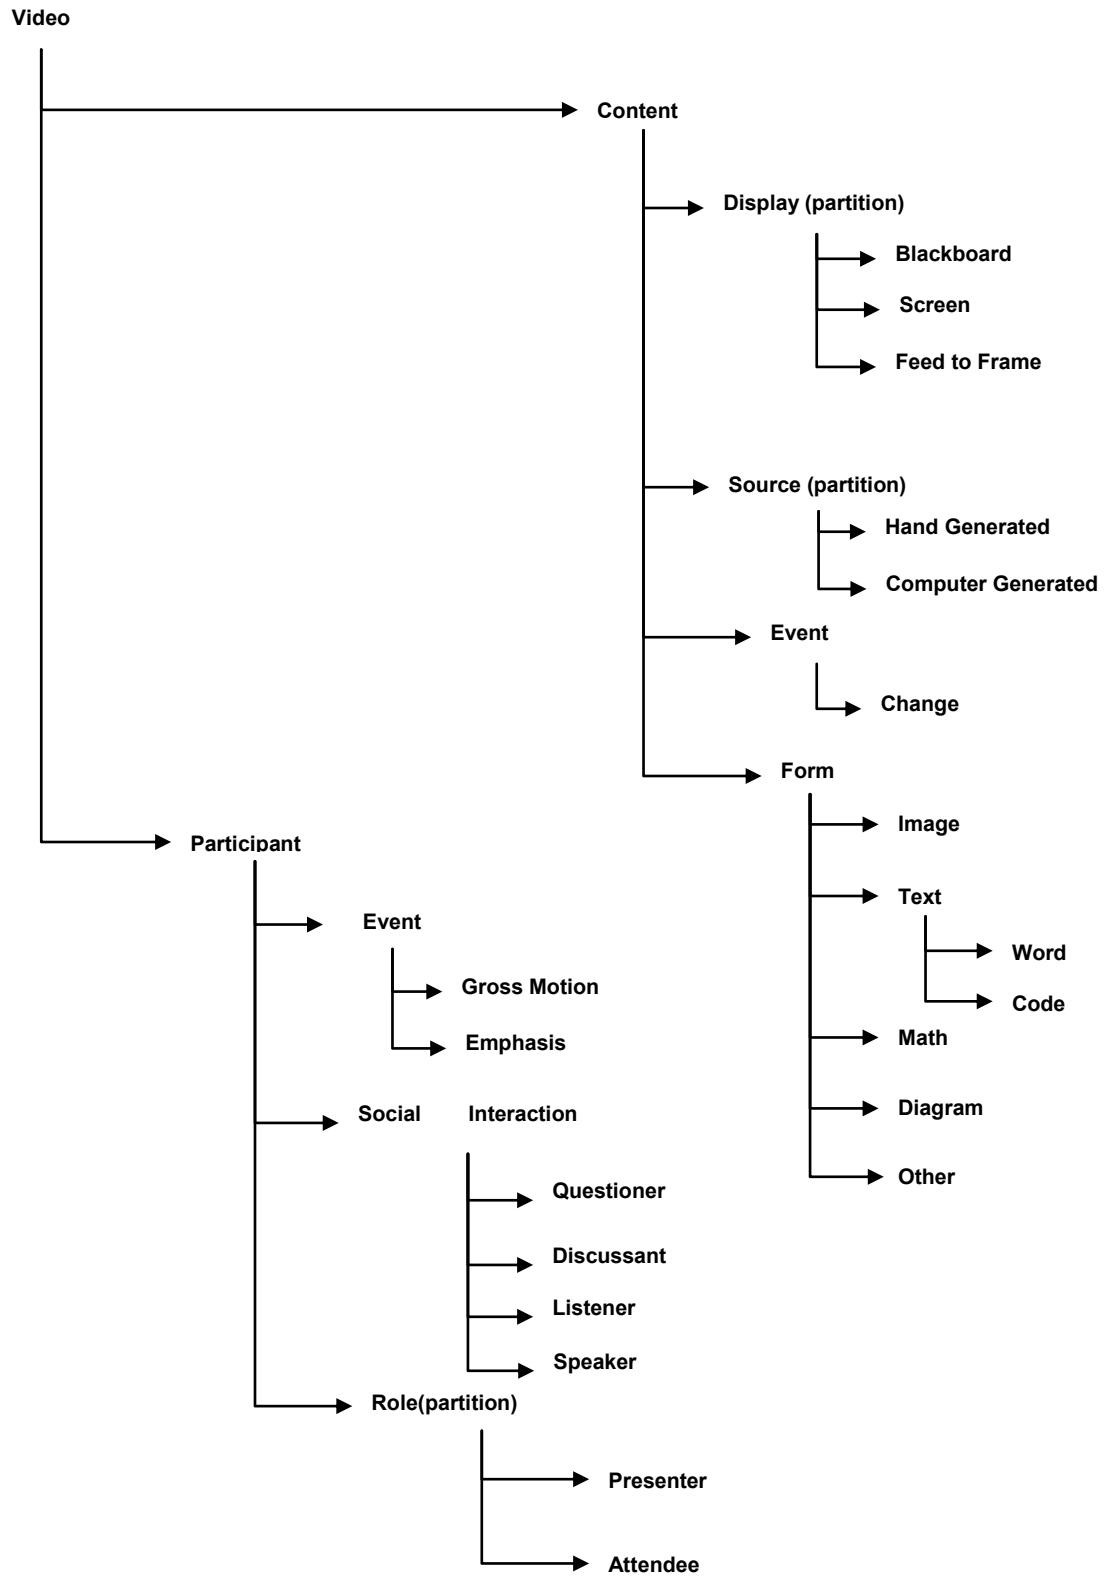 Video
Content
Display (partition)
Blackboard
Screen
Feed to Frame
Source (partition)
Hand Generated
Computer Generated
Event
Change
Form
Image
Text
Word
Code
Math
Diagram
Other
Participant
Event
Gross Motion
Emphasis
Social Interaction
Questioner
Discussant
Listener
Speaker
Role(partition)
Presenter
Attendee